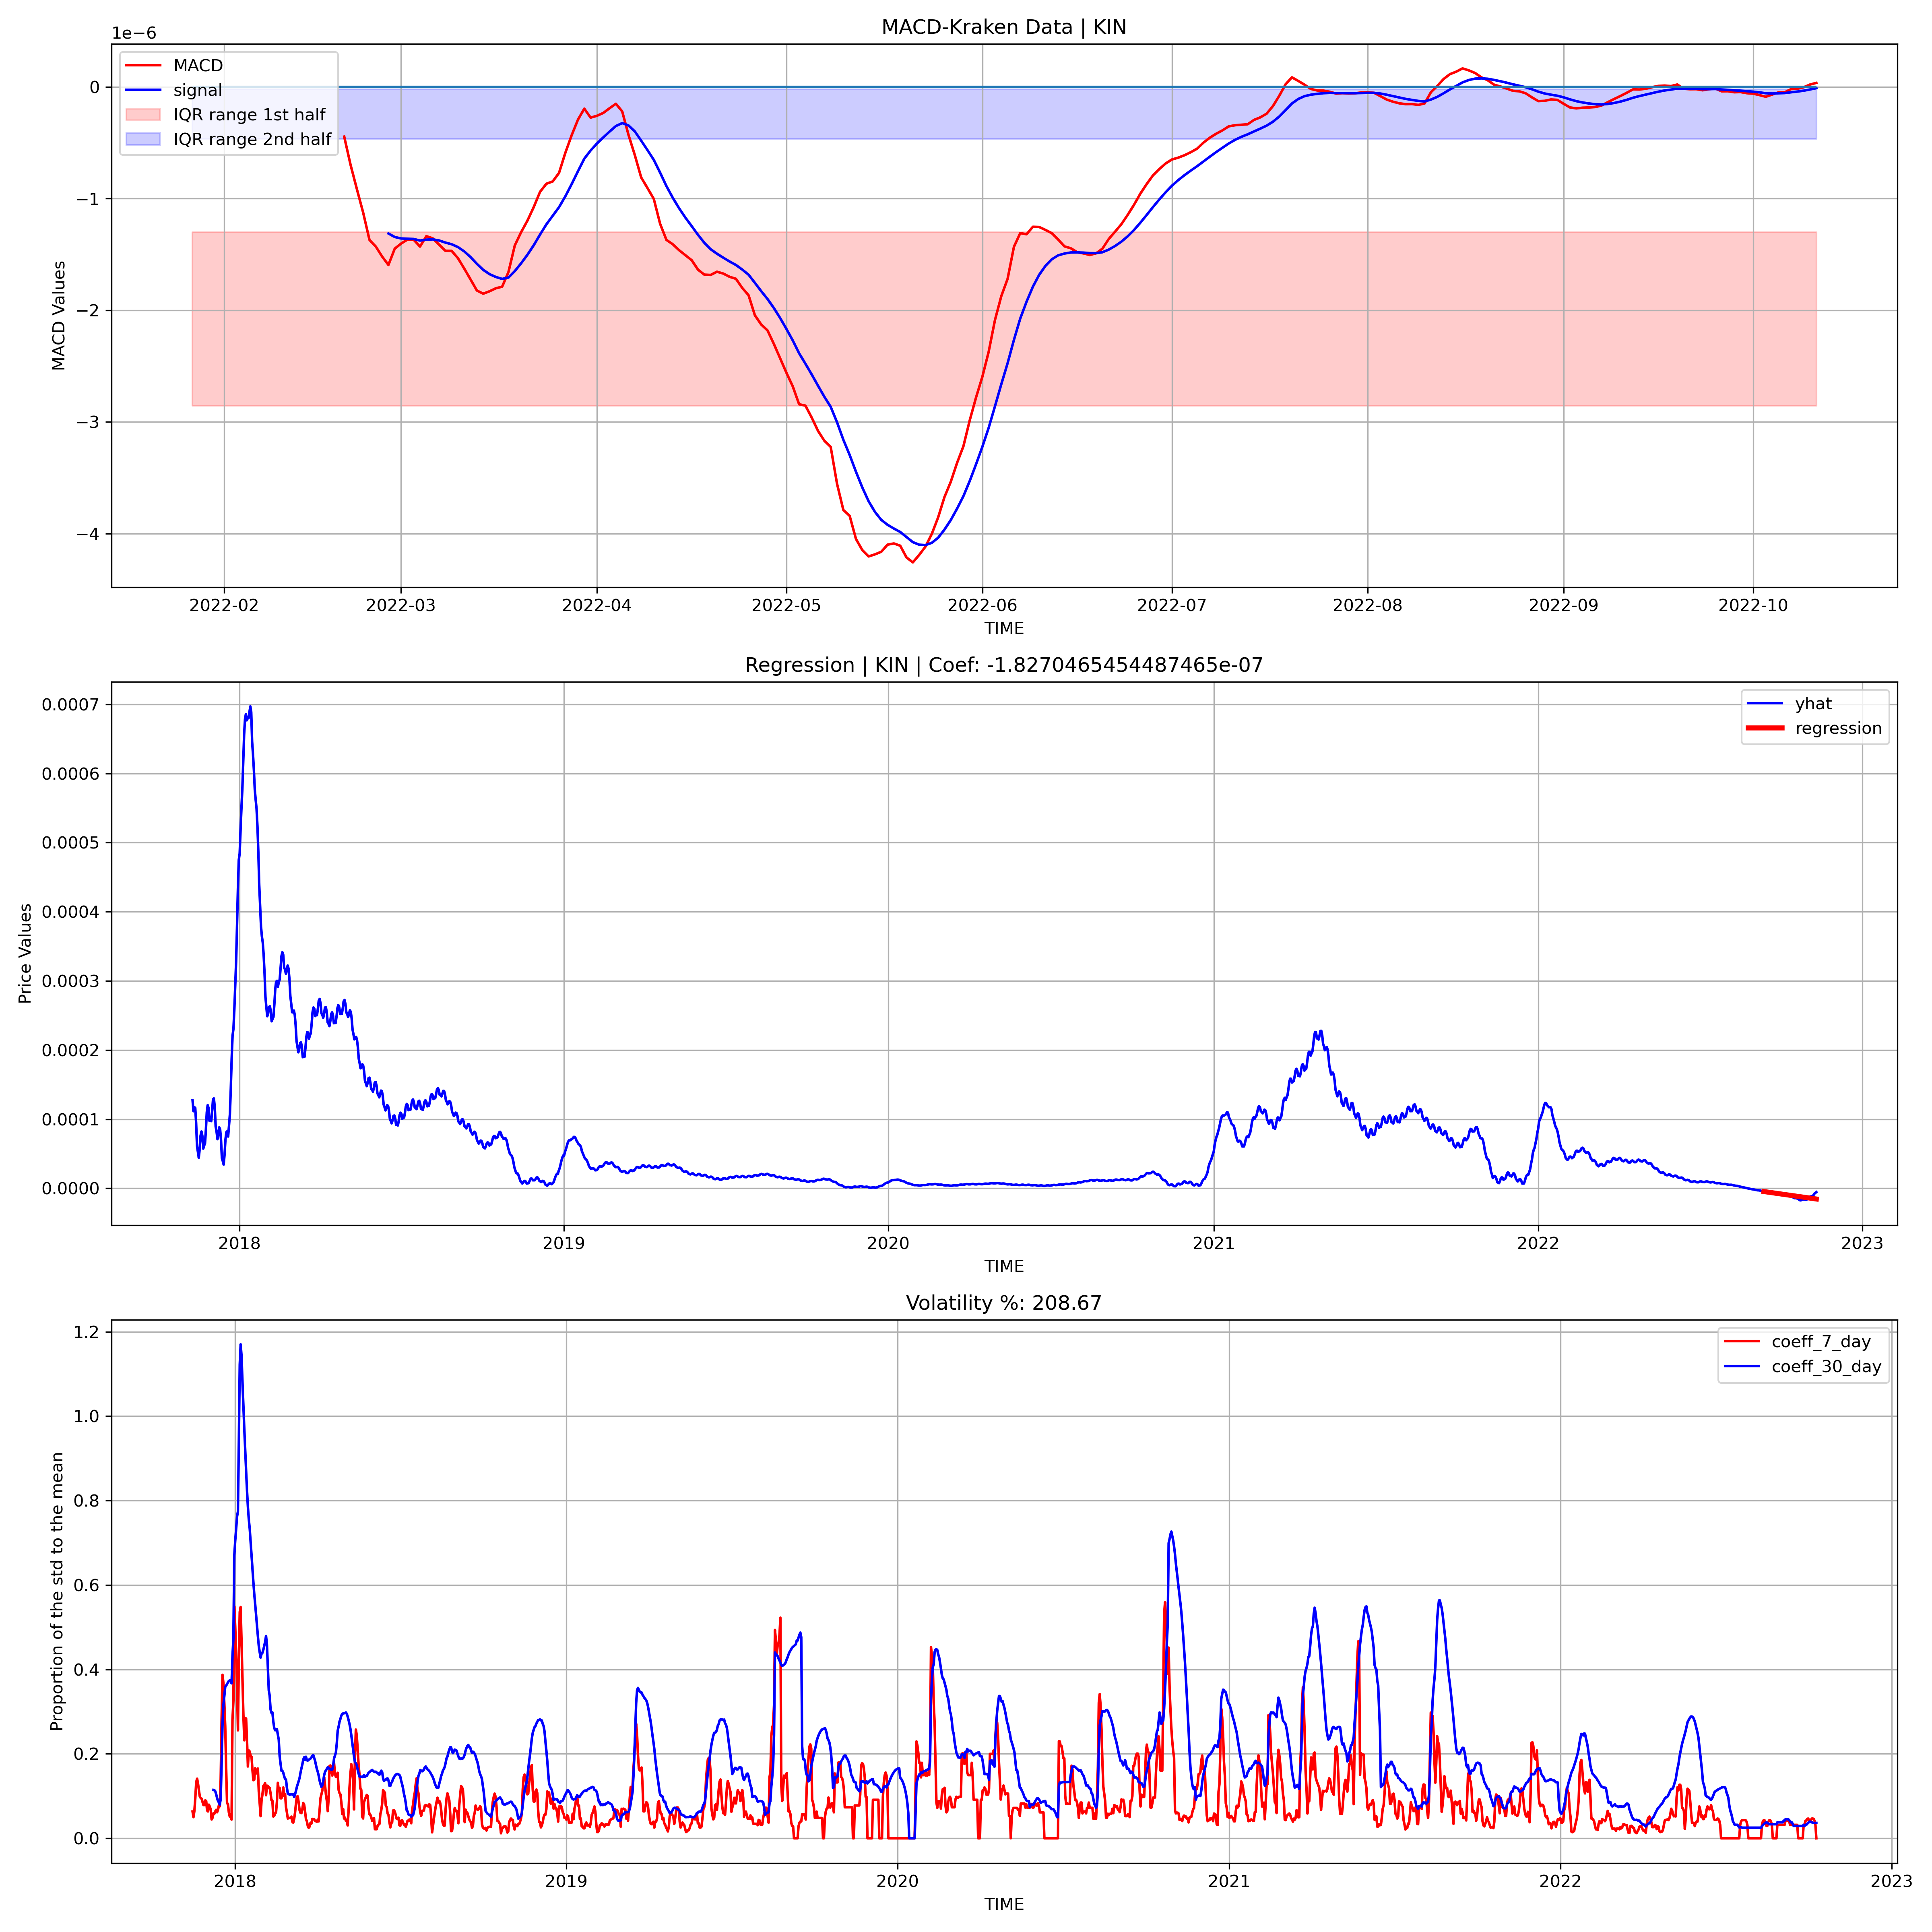 MACD-Kraken Data | KIN
1e−6
MACD
signal
IQR range 1st half
IQR range 2nd half
0
−1
−2
−3
−4
MACD Values
2022-02 2022-03 2022-04 2022-05 2022-06 2022-07 2022-08 2022-09 2022-10
TIME
Regression | KIN | Coef: -1.8270465454487465e-07
yhat
regression
0.0007
0.0006
0.0005
0.0004
0.0003
0.0002
0.0001
0.0000
Price Values
2018 2019 2020 2021 2022 2023
TIME
Volatility %: 208.67
coeff_7_day
coeff_30_day
1.2
1.0
0.8
0.6
0.4
0.2
0.0
Proportion of the std to the mean
2018 2019 2020 2021 2022 2023
TIME